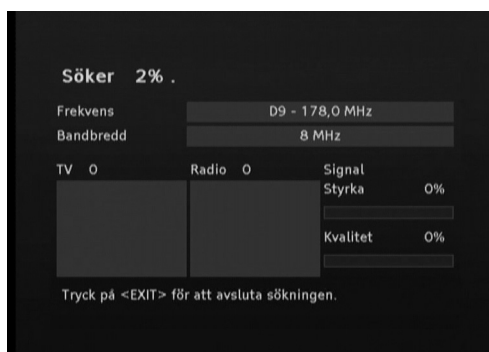 Söker 2% .
Frekvens D9 - 178,0 MHz
Bandbredd 8 MHz
TV 0 Radio 0 Signal
Styrka 0%
Kvalitet 0%
Tryck på <EXIT> för att avsluta sökningen.